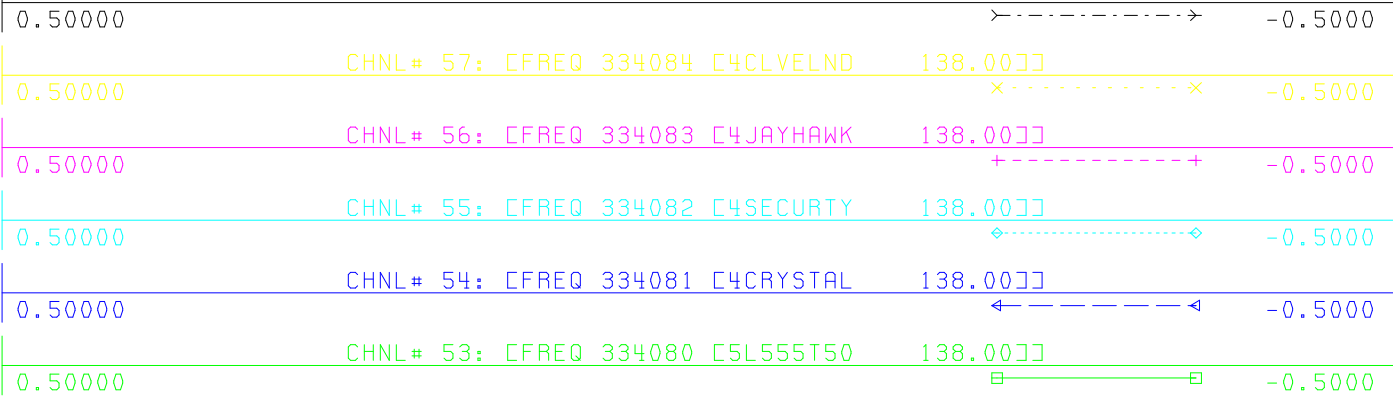 0.50000 -0.5000
CHNL# 57: [FREQ 334084 [4CLVELND 138.00]]
0.50000 -0.5000
CHNL# 56: [FREQ 334083 [4JAYHAWK 138.00]]
0.50000 -0.5000
CHNL# 55: [FREQ 334082 [4SECURTY 138.00]]
0.50000 -0.5000
CHNL# 54: [FREQ 334081 [4CRYSTAL 138.00]]
0.50000 -0.5000
CHNL# 53: [FREQ 334080 [5L555T50 138.00]]
0.50000 -0.5000